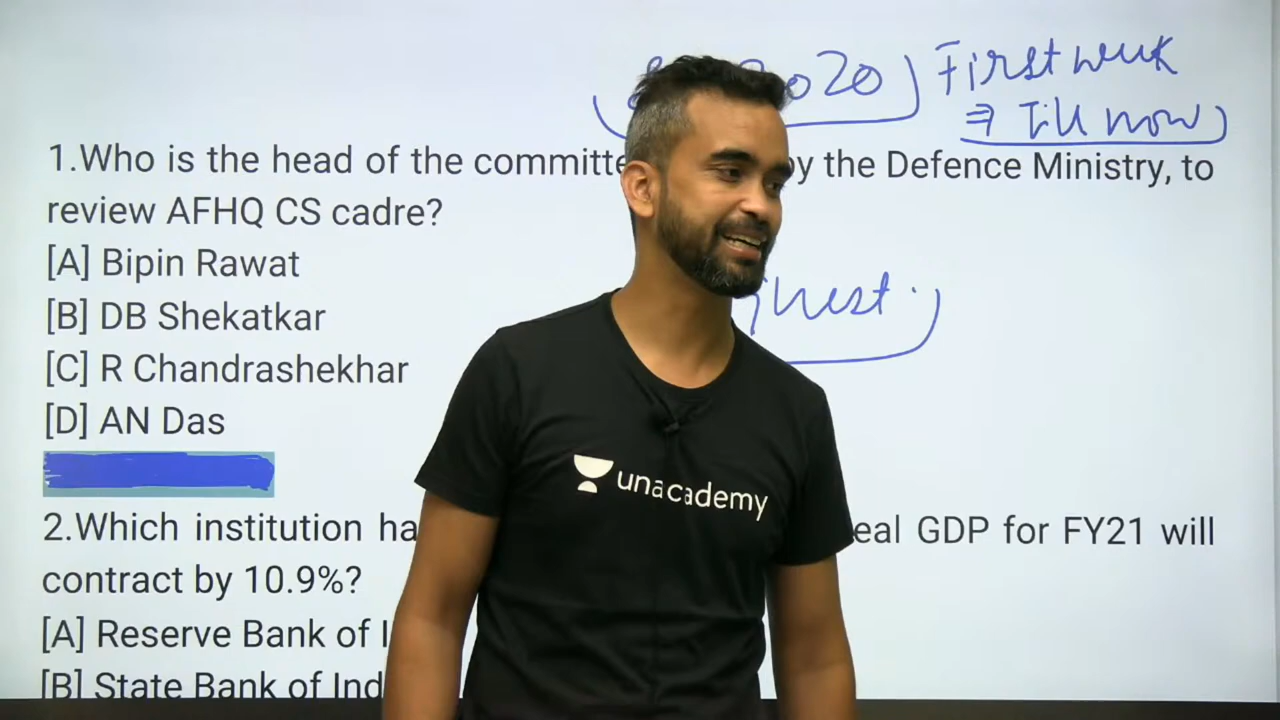 2020) First week
⇒ Till now)
1.Who is the head of the committe y the Defence Ministry, to
review AFHQ CS cadre?
[A] Bipin Rawat
[B] DB Shekatkar
[C] R Chandrashekhar
[D] AN Das
unacademy
2.Which institution ha eal GDP for FY21 will
contract by 10.9%?
[A] Reserve Bank of I
[B] State Bank of Ind